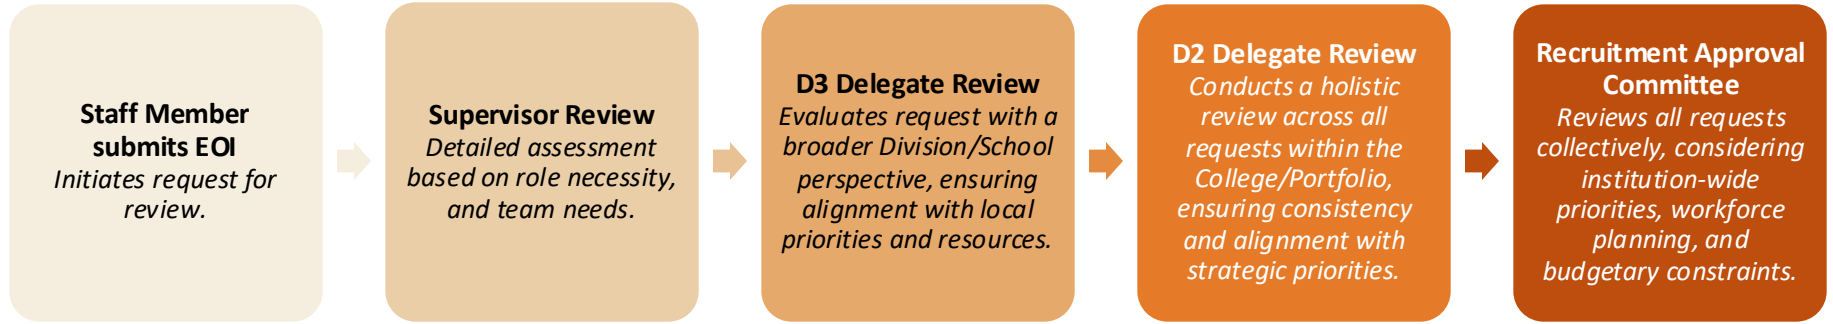 Staff Member
submits EOI
Initiates request for
review.
Supervisor Review
Detailed assessment
based on role necessity,
and team needs.
D3 Delegate Review
Evaluates request with a
broader Division/School
perspective, ensuring
alignment with local
priorities and resources.
D2 Delegate Review
Conducts a holistic
review across all
requests within the
College/Portfolio,
ensuring consistency
and alignment with
strategic priorities.
Recruitment Approval
Committee
Reviews all requests
collectively, considering
institution-wide
priorities, workforce
planning, and
budgetary constraints.